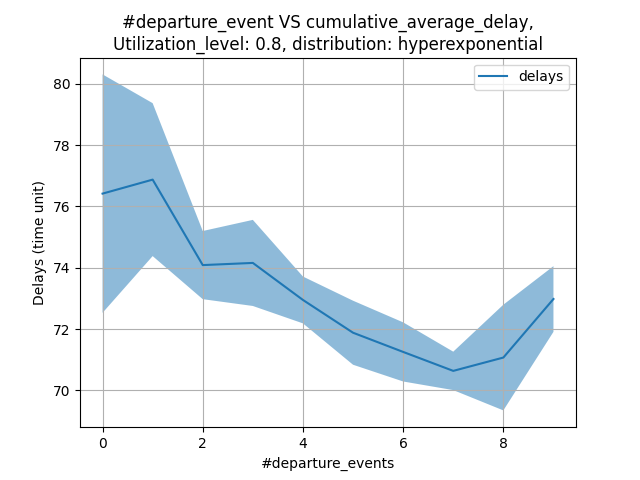 #departure_event VS cumulative_average_delay,
Utilization_level: 0.8, distribution: hyperexponential
delays
80
78
76
74
72
70
Delays (time unit)
0 2 4 6 8
#departure_events